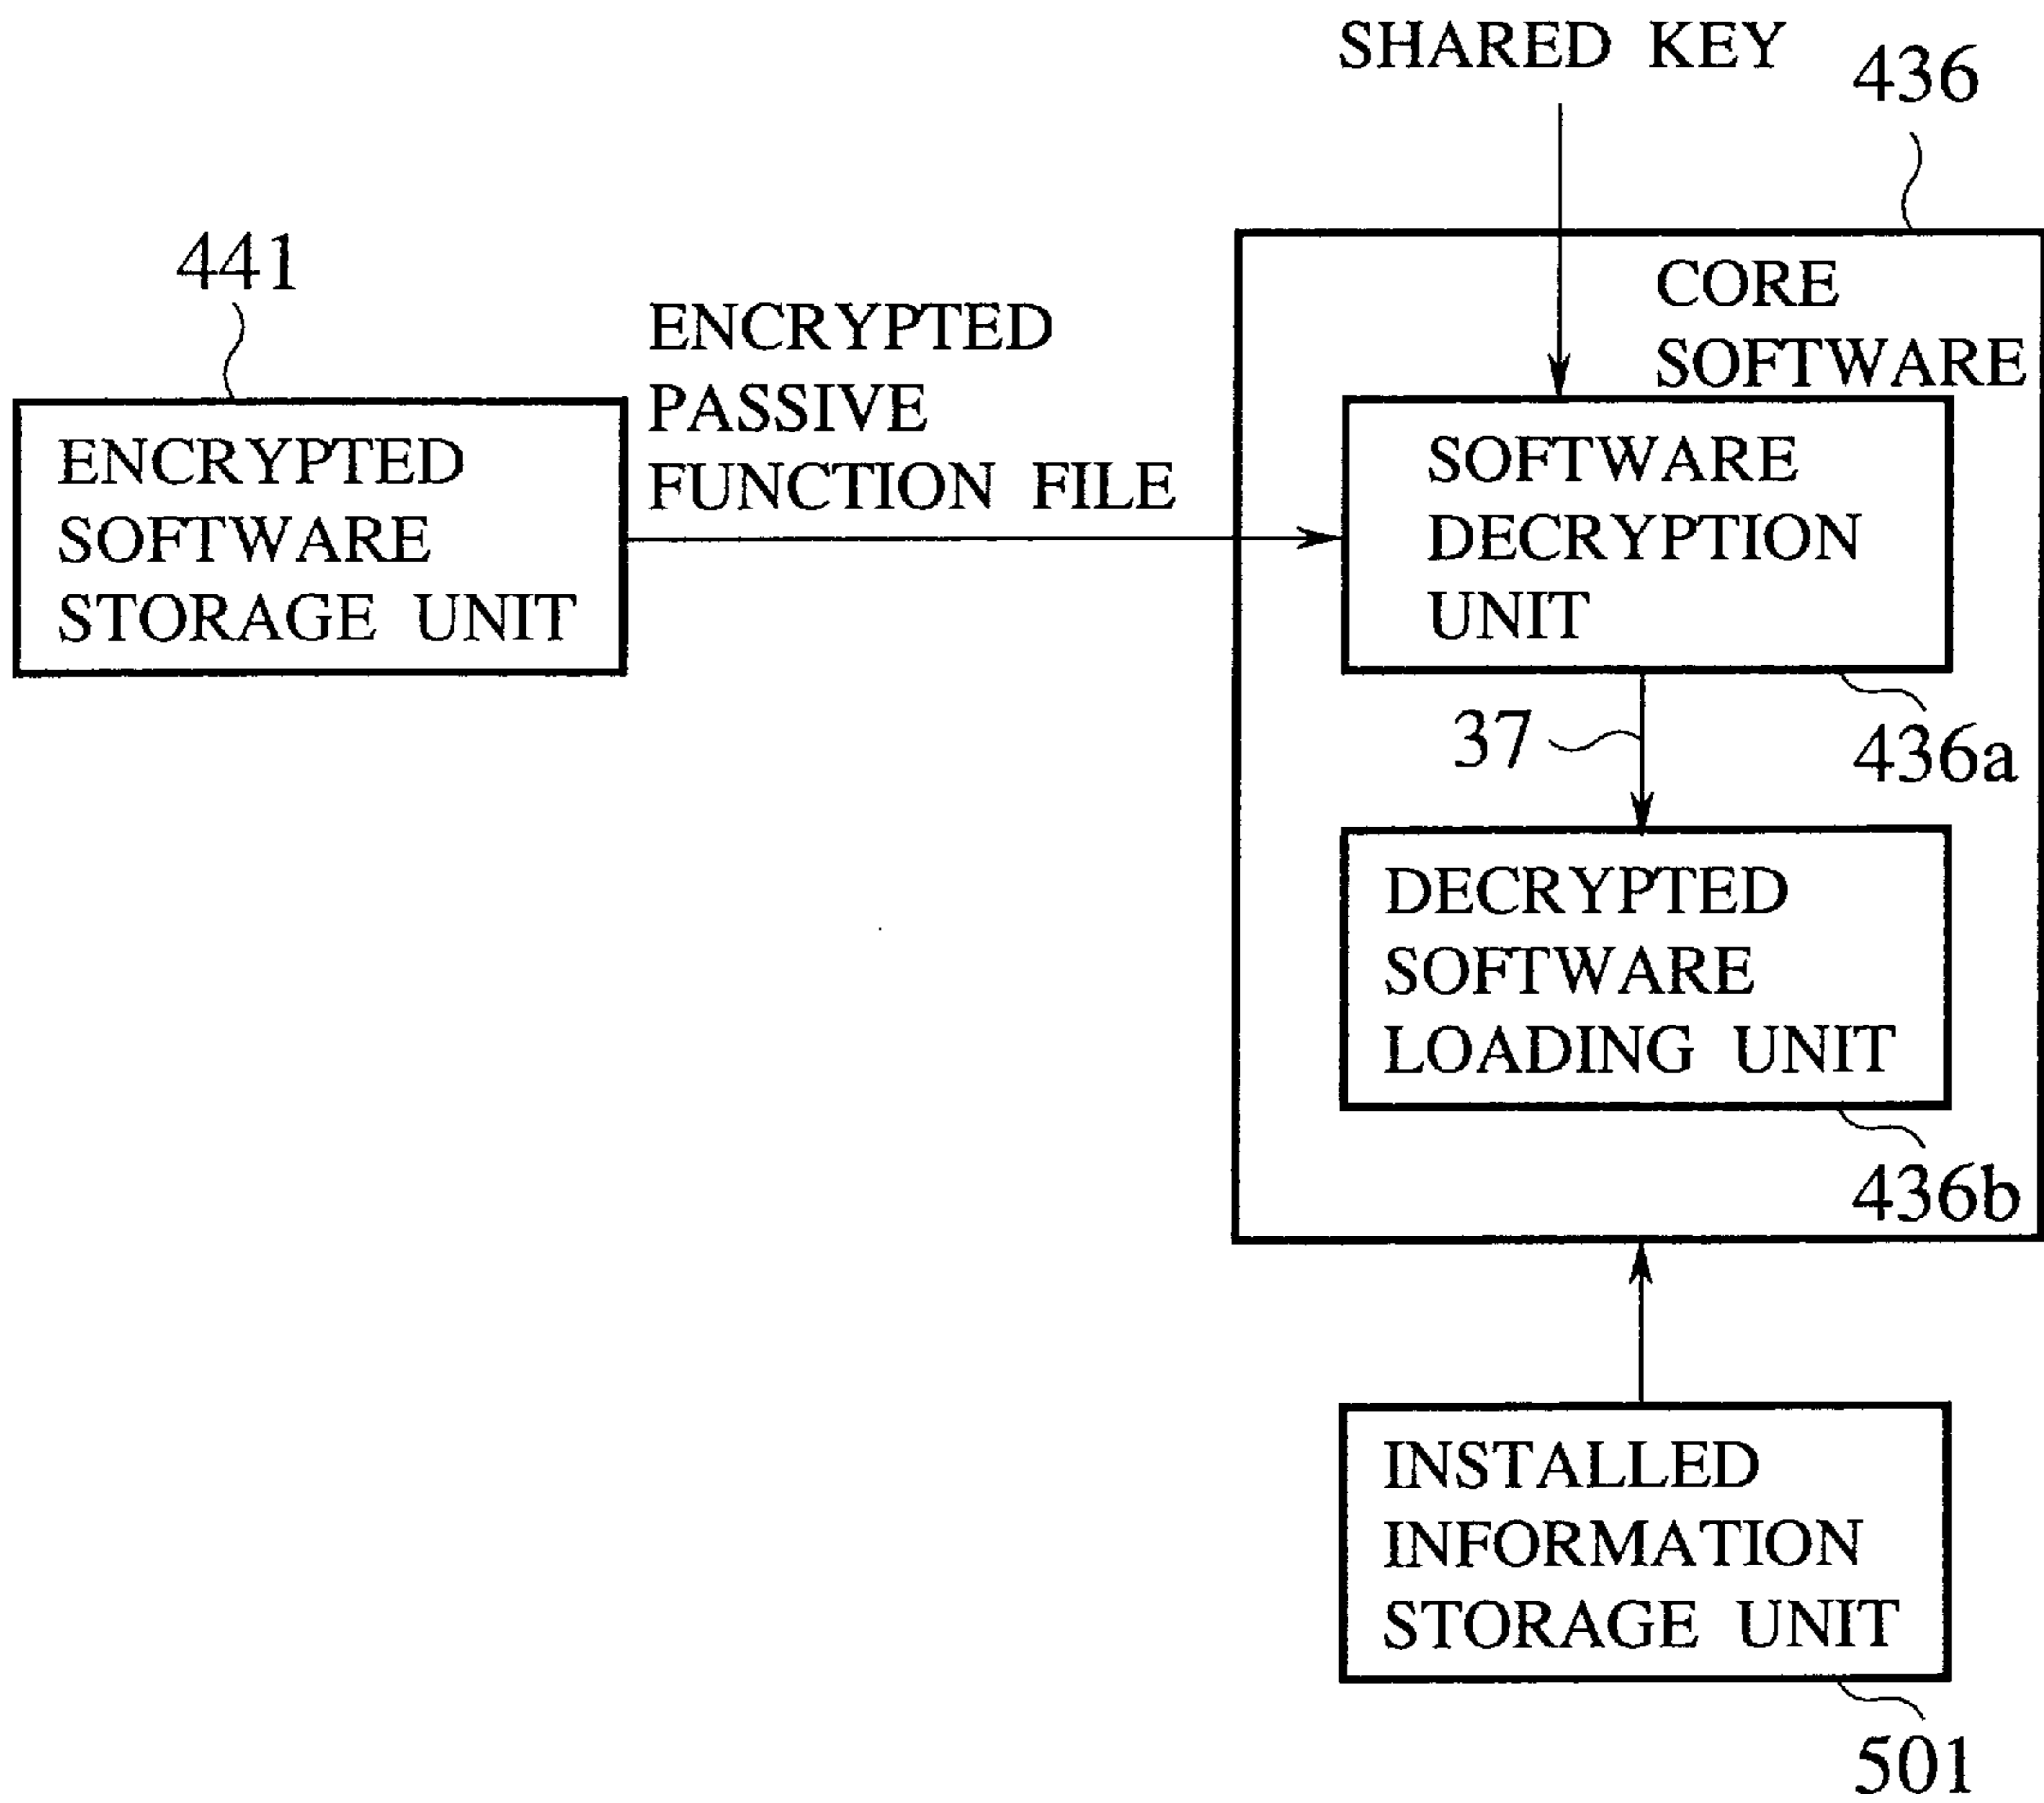 SHARED KEY
436
441
CORE
SOFTWARE
ENCRYPTED
PASSIVE
FUNCTION FILE
ENCRYPTED
SOFTWARE
STORAGE UNIT
SOFTWARE
DECRYPTION
UNIT
37
436a
DECRYPTED
SOFTWARE
LOADING UNIT
436b
INSTALLED
INFORMATION
STORAGE UNIT
501